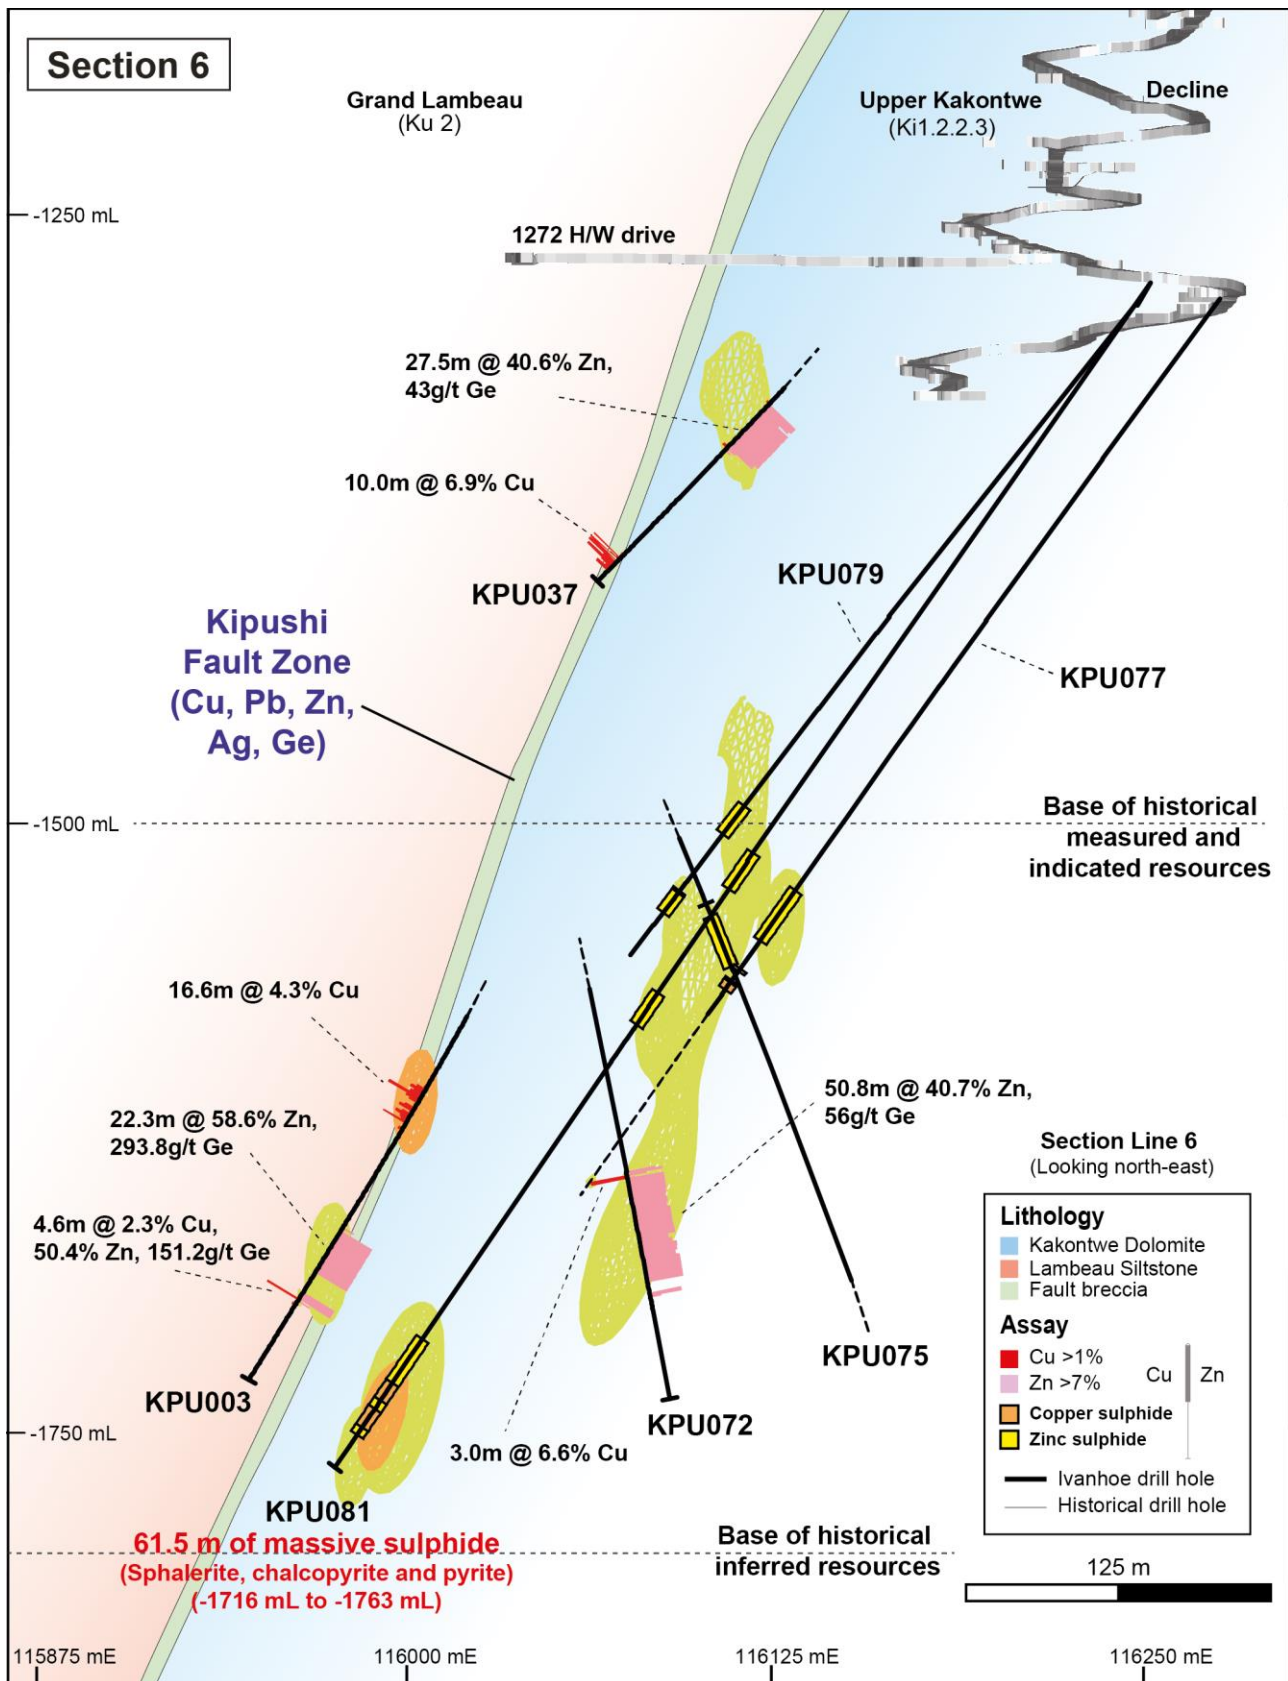 Section 6
Grand Lambeau
(Ku 2)
Upper Kakontwe
(Ki1.2.2.3)
Decline
-1250 mL
1272 H/W drive
27.5m @ 40.6% Zn,
43g/t Ge
10.0m @ 6.9% Cu
KPU037
KPU079
KPU077
Kipushi
Fault Zone
(Cu, Pb, Zn,
Ag, Ge)
-1500 mL
Base of historical
measured and
indicated resources
16.6m @ 4.3% Cu
22.3m @ 58.6% Zn,
293.8g/t Ge
4.6m @ 2.3% Cu,
50.4% Zn, 151.2g/t Ge
50.8m @ 40.7% Zn,
56g/t Ge
KPU003
KPU075
KPU072
-1750 mL
3.0m @ 6.6% Cu
KPU081
61.5 m of massive sulphide
(Sphalerite, chalcopyrite and pyrite)
(-1716 mL to -1763 mL)
Base of historical
inferred resources
Section Line 6
(Looking north-east)
Lithology
Kakontwe Dolomite
Lambeau Siltstone
Fault breccia
Assay
Cu >1%
Zn >7%
Cu Zn
Copper sulphide
Zinc sulphide
Ivanhoe drill hole
Historical drill hole
125 m
115875 mE
116000 mE
116125 mE
116250 mE